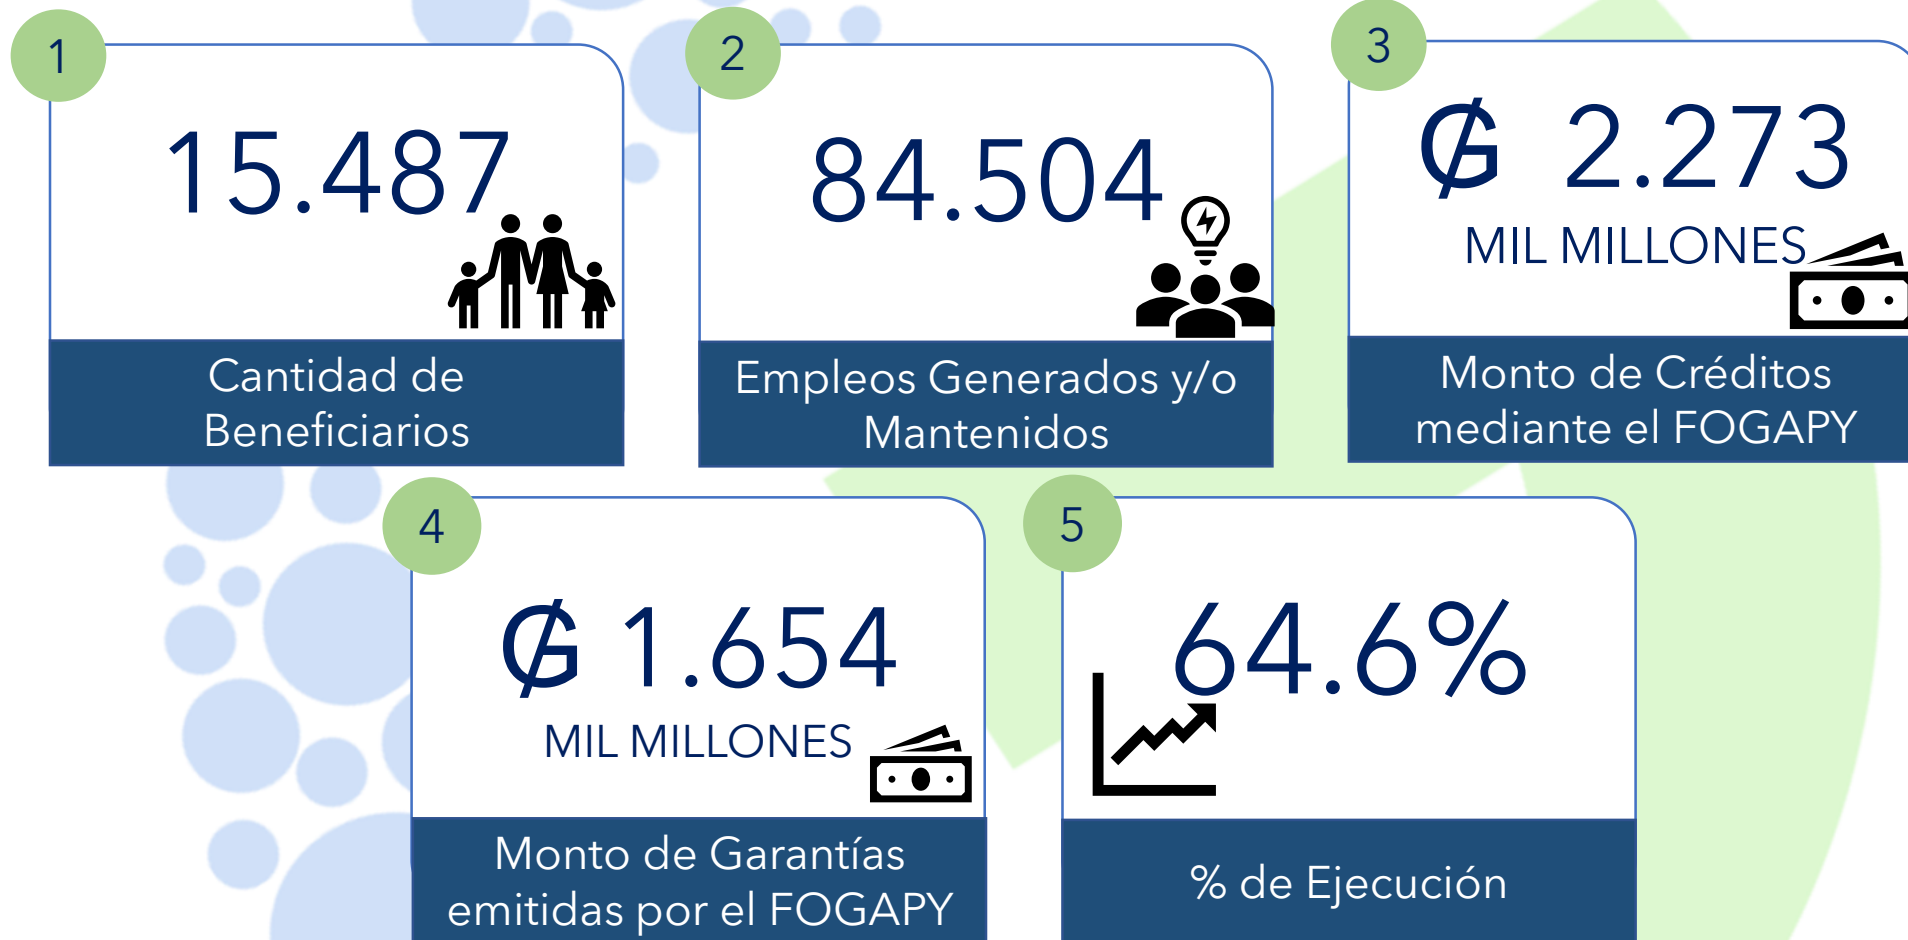 1
15.487
Cantidad de
Beneficiarios
2
84.504
Empleos Generados y/o
Mantenidos
3
₲ 2.273
MIL MILLONES
Monto de Créditos
mediante el FOGAPY
4
₲ 1.654
MIL MILLONES
Monto de Garantías
emitidas por el FOGAPY
5
64.6%
% de Ejecución